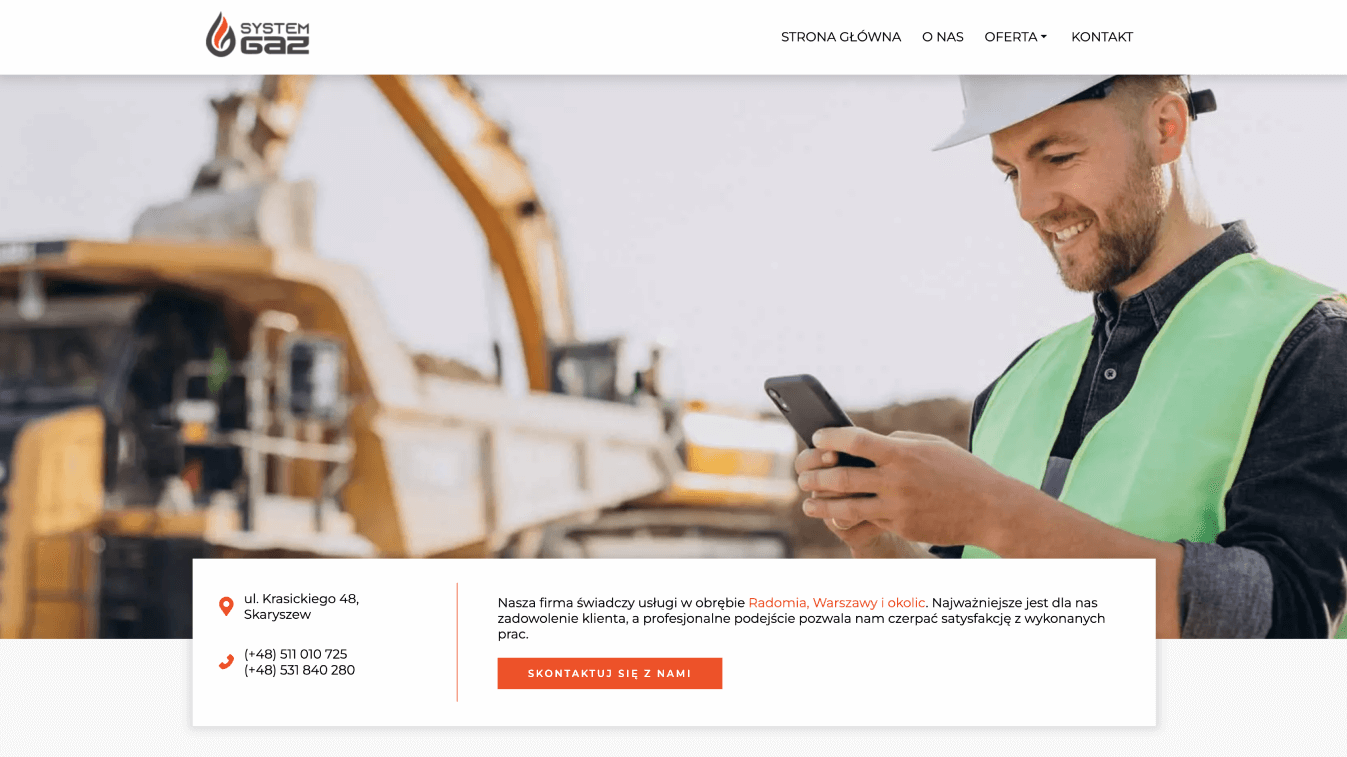 SYSTEM
GAZ
STRONA GŁÓWNA
O NAS
OFERTA
KONTAKT
ul. Krasickiego 48,
Skaryszew
(+48) 511 010 725
(+48) 531 840 280
Nasza firma świadczy usługi w obrębie Radomia, Warszawy i okolic. Najważniejsze jest dla nas
zadowolenie klienta, a profesjonalne podejście pozwala nam czerpać satysfakcję z wykonanych
prac.
SKONTAKTUJ SIĘ Z NAMI